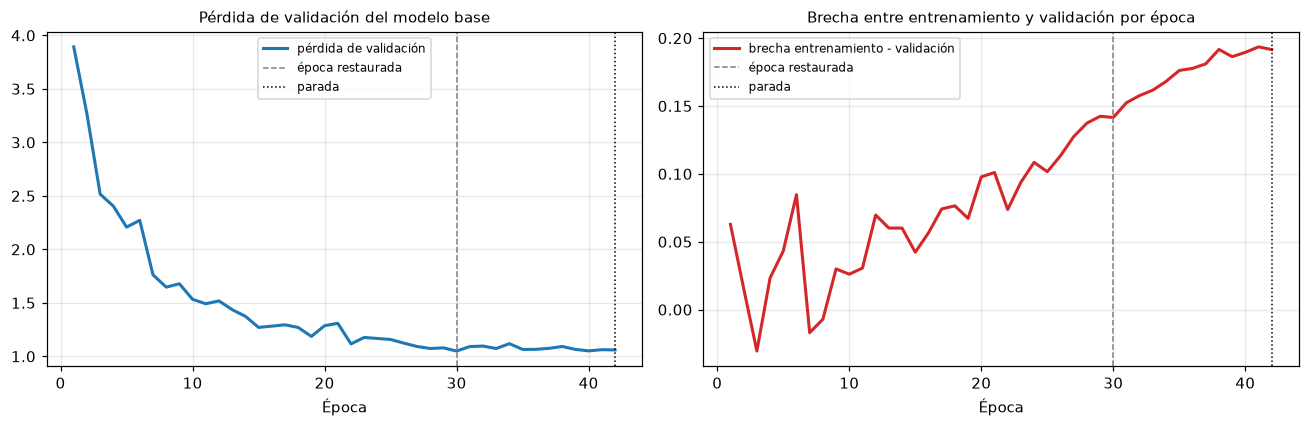 Pérdida de validación del modelo base
4.0
3.5
3.0
2.5
2.0
1.5
1.0
0
10
20
30
40
Época
pérdida de validación
época restaurada
parada
Brecha entre entrenamiento y validación por época
0.20
0.15
0.10
0.05
0.00
0
10
20
30
40
Época
brecha entrenamiento - validación
época restaurada
parada